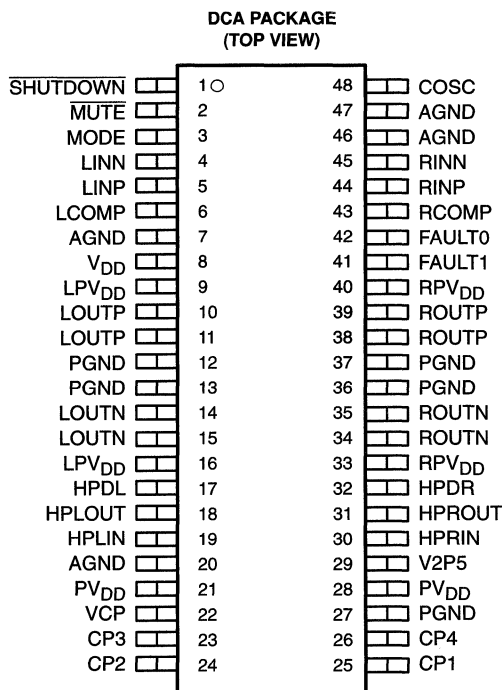 DCA PACKAGE
(TOP VIEW)
SHUTDOWN 1 48 COSC
MUTE 2 47 AGND
MODE 3 46 AGND
LINN 4 45 RINN
LINP 5 44 RINP
LCOMP 6 43 RCOMP
AGND 7 42 FAULT0
VDD 8 41 FAULT1
LPVDD 9 40 RPVDD
LOUTP 10 39 ROUTP
LOUTP 11 38 ROUTP
PGND 12 37 PGND
PGND 13 36 PGND
LOUTN 14 35 ROUTN
LOUTN 15 34 ROUTN
LPVDD 16 33 RPVDD
HPDL 17 32 HPDR
HPLOUT 18 31 HPROUT
HPLIN 19 30 HPRIN
AGND 20 29 V2P5
PVDD 21 28 PVDD
VCP 22 27 PGND
CP3 23 26 CP4
CP2 24 25 CP1